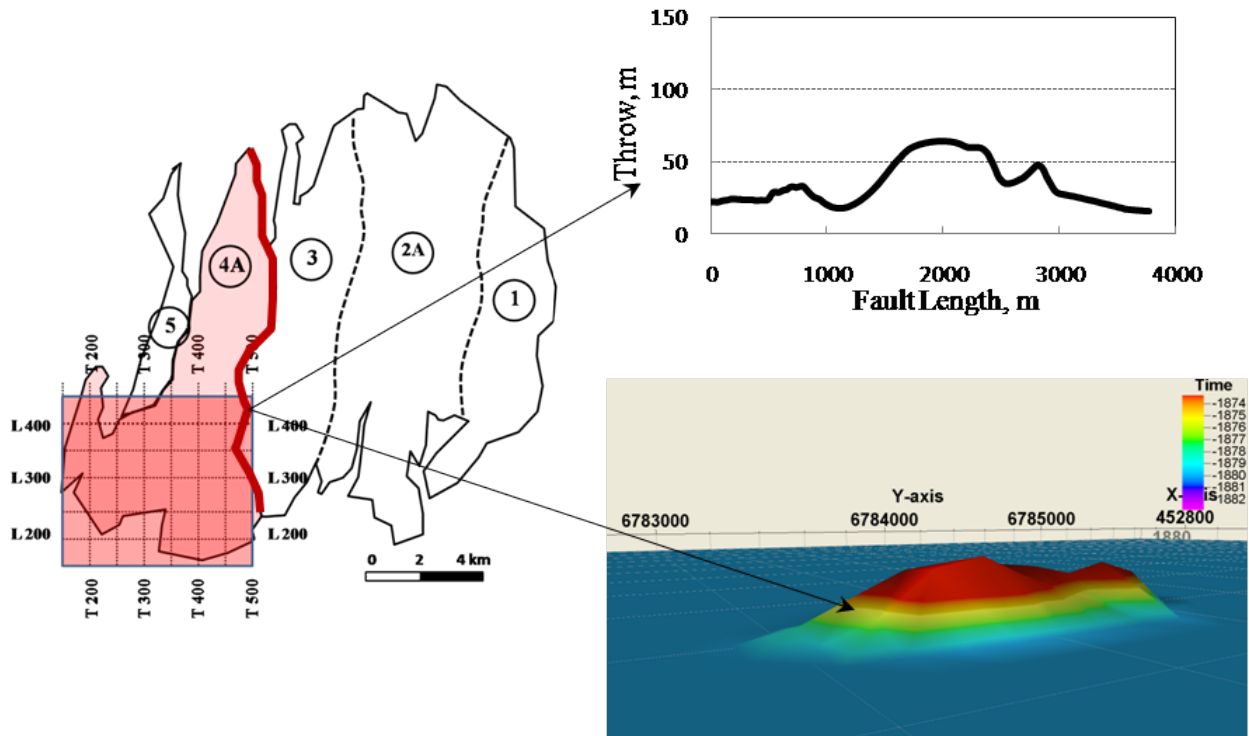 150
100
50
0
Throw, m
0 1000 2000 3000 4000
Fault Length, m
4A
3
2A
1
5
T 200 T 300 T 400 T 500
L 400 L 400
L 300 L 300
L 200 L 200
T 200 T 300 T 400 T 500
0 2 4 km
Time
-1874
-1875
-1876
-1877
-1878
-1879
-1880
-1881
-1882
Y-axis
6783000 6784000 6785000 452800
1880